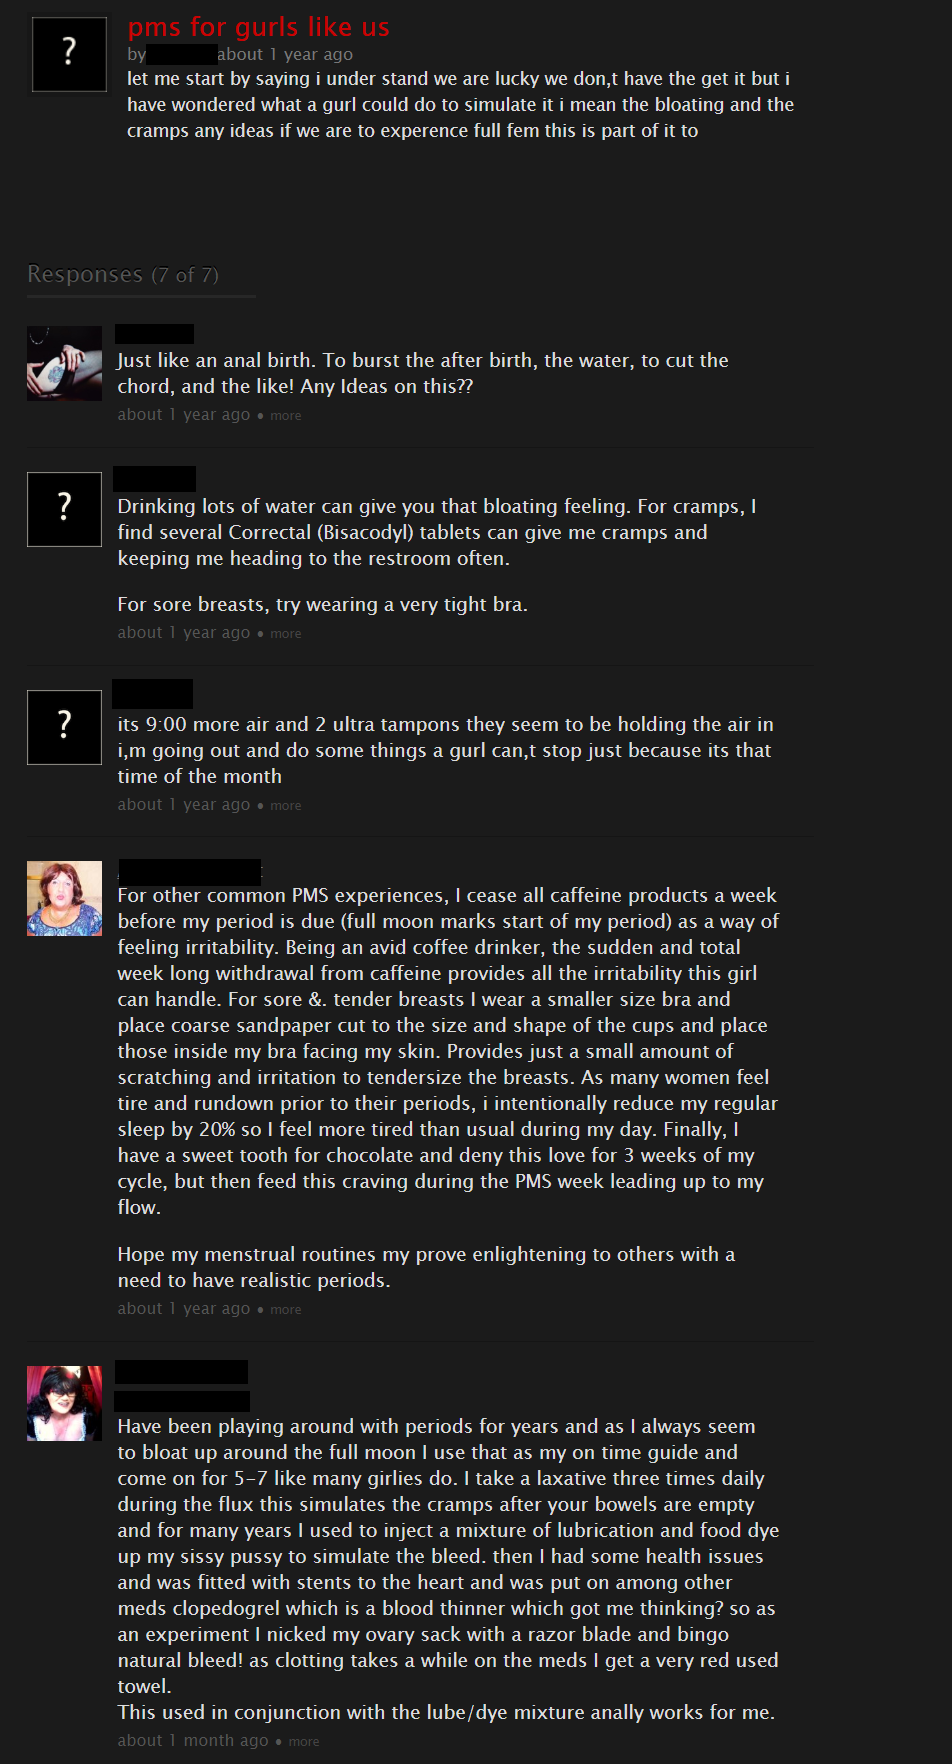 pms for gurls like us
by about 1 year ago
let me start by saying i under stand we are lucky we don,t have the get it but i
have wondered what a gurl could do to simulate it i mean the bloating and the
cramps any ideas if we are to experence full fem this is part of it to
Responses (7 of 7)
Just like an anal birth. To burst the after birth, the water, to cut the
chord, and the like! Any Ideas on this??
about 1 year ago • more
Drinking lots of water can give you that bloating feeling. For cramps, I
find several Correctal (Bisacodyl) tablets can give me cramps and
keeping me heading to the restroom often.
For sore breasts, try wearing a very tight bra.
about 1 year ago • more
its 9:00 more air and 2 ultra tampons they seem to be holding the air in
i,m going out and do some things a gurl can,t stop just because its that
time of the month
about 1 year ago • more
For other common PMS experiences, I cease all caffeine products a week
before my period is due (full moon marks start of my period) as a way of
feeling irritability. Being an avid coffee drinker, the sudden and total
week long withdrawal from caffeine provides all the irritability this girl
can handle. For sore &. tender breasts I wear a smaller size bra and
place coarse sandpaper cut to the size and shape of the cups and place
those inside my bra facing my skin. Provides just a small amount of
scratching and irritation to tendersize the breasts. As many women feel
tire and rundown prior to their periods, i intentionally reduce my regular
sleep by 20% so I feel more tired than usual during my day. Finally, I
have a sweet tooth for chocolate and deny this love for 3 weeks of my
cycle, but then feed this craving during the PMS week leading up to my
flow.
Hope my menstrual routines my prove enlightening to others with a
need to have realistic periods.
about 1 year ago • more
Have been playing around with periods for years and as I always seem
to bloat up around the full moon I use that as my on time guide and
come on for 5-7 like many girlies do. I take a laxative three times daily
during the flux this simulates the cramps after your bowels are empty
and for many years I used to inject a mixture of lubrication and food dye
up my sissy pussy to simulate the bleed. then I had some health issues
and was fitted with stents to the heart and was put on among other
meds clopedogrel which is a blood thinner which got me thinking? so as
an experiment I nicked my ovary sack with a razor blade and bingo
natural bleed! as clotting takes a while on the meds I get a very red used
towel.
This used in conjunction with the lube/dye mixture anally works for me.
about 1 month ago • more